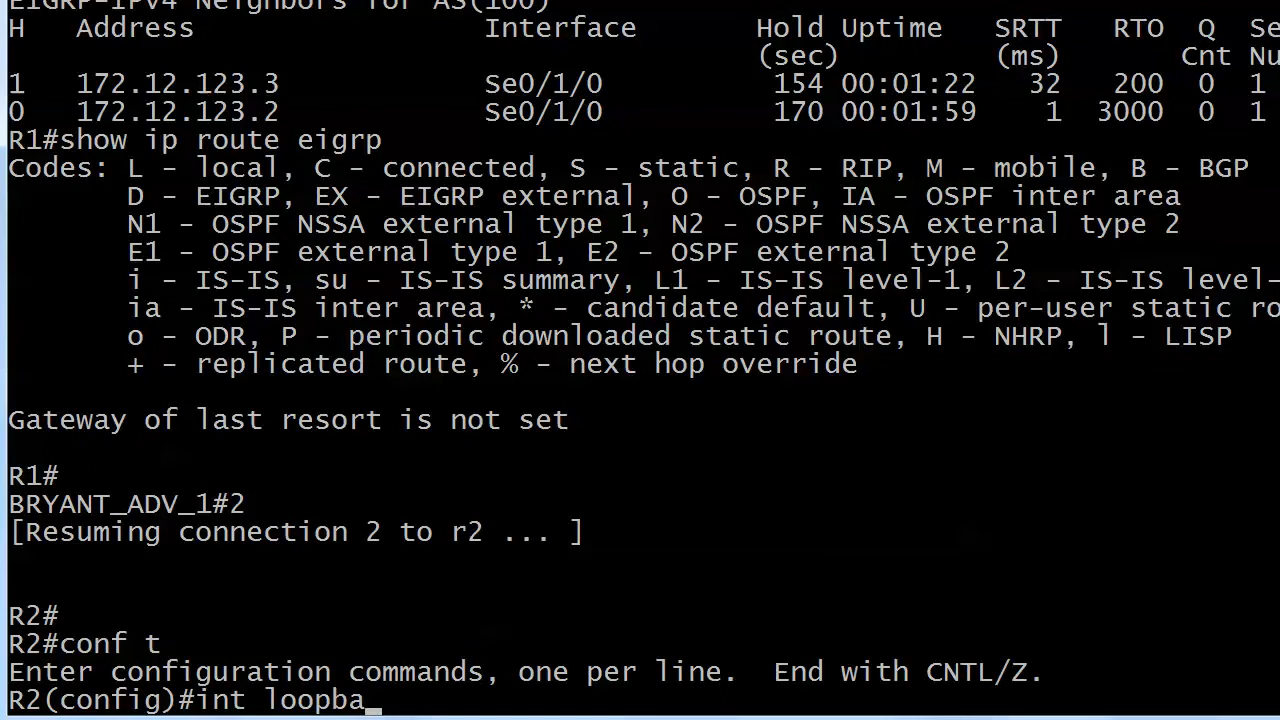 EIGRP-IPv4 Neighbors for AS(100)
H   Address                 Interface       Hold Uptime   SRTT   RTO  Q  Se
                                            (sec)         (ms)       Cnt Nu
1   172.12.123.3            Se0/1/0          154 00:01:22   32   200  0  1
0   172.12.123.2            Se0/1/0          170 00:01:59    1  3000  0  1
R1#show ip route eigrp
Codes: L - local, C - connected, S - static, R - RIP, M - mobile, B - BGP
       D - EIGRP, EX - EIGRP external, O - OSPF, IA - OSPF inter area
       N1 - OSPF NSSA external type 1, N2 - OSPF NSSA external type 2
       E1 - OSPF external type 1, E2 - OSPF external type 2
       i - IS-IS, su - IS-IS summary, L1 - IS-IS level-1, L2 - IS-IS level-
       ia - IS-IS inter area, * - candidate default, U - per-user static ro
       o - ODR, P - periodic downloaded static route, H - NHRP, l - LISP
       + - replicated route, % - next hop override
Gateway of last resort is not set
R1#
BRYANT_ADV_1#2
[Resuming connection 2 to r2 ... ]
R2#
R2#conf t
Enter configuration commands, one per line.  End with CNTL/Z.
R2(config)#int loopba_